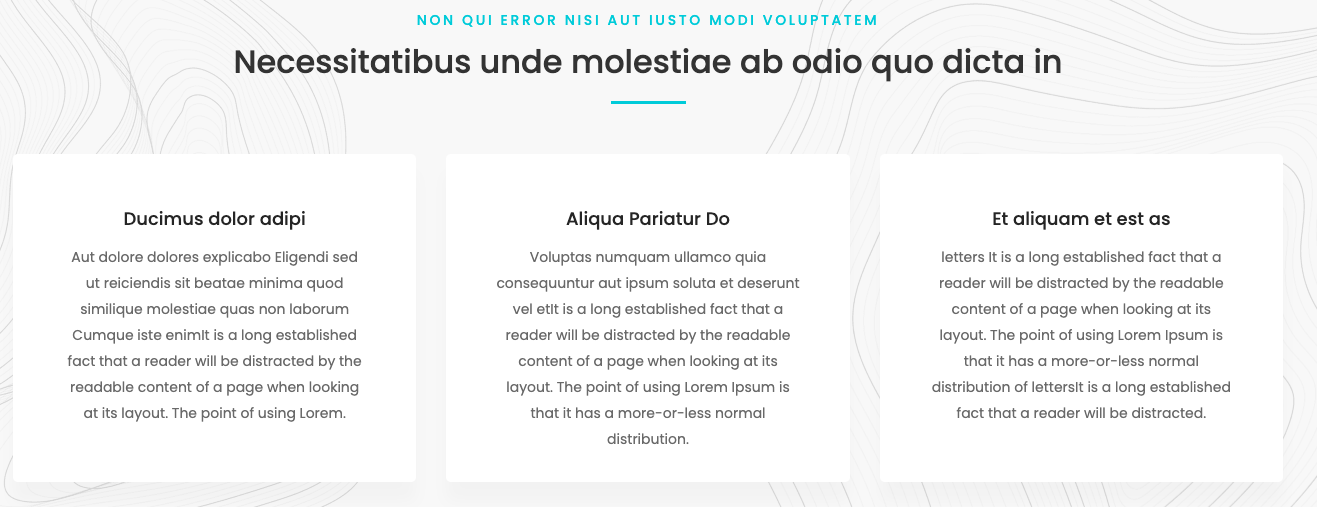 NON QUI ERROR NISI AUT IUSTO MODI VOLUPTATEM
Necessitatibus unde molestiae ab odio quo dicta in
Ducimus dolor adipi
Aut dolore dolores explicabo Eligendi sed
ut reiciendis sit beatae minima quod
similique molestiae quas non laborum
Cumque iste enimIt is a long established
fact that a reader will be distracted by the
readable content of a page when looking
at its layout. The point of using Lorem.
Aliqua Pariatur Do
Voluptas numquam ullamco quia
consequuntur aut ipsum soluta et deserunt
vel etIt is a long established fact that a
reader will be distracted by the readable
content of a page when looking at its
layout. The point of using Lorem Ipsum is
that it has a more-or-less normal
distribution.
Et aliquam et est as
letters It is a long established fact that a
reader will be distracted by the readable
content of a page when looking at its
layout. The point of using Lorem Ipsum is
that it has a more-or-less normal
distribution of lettersIt is a long established
fact that a reader will be distracted.